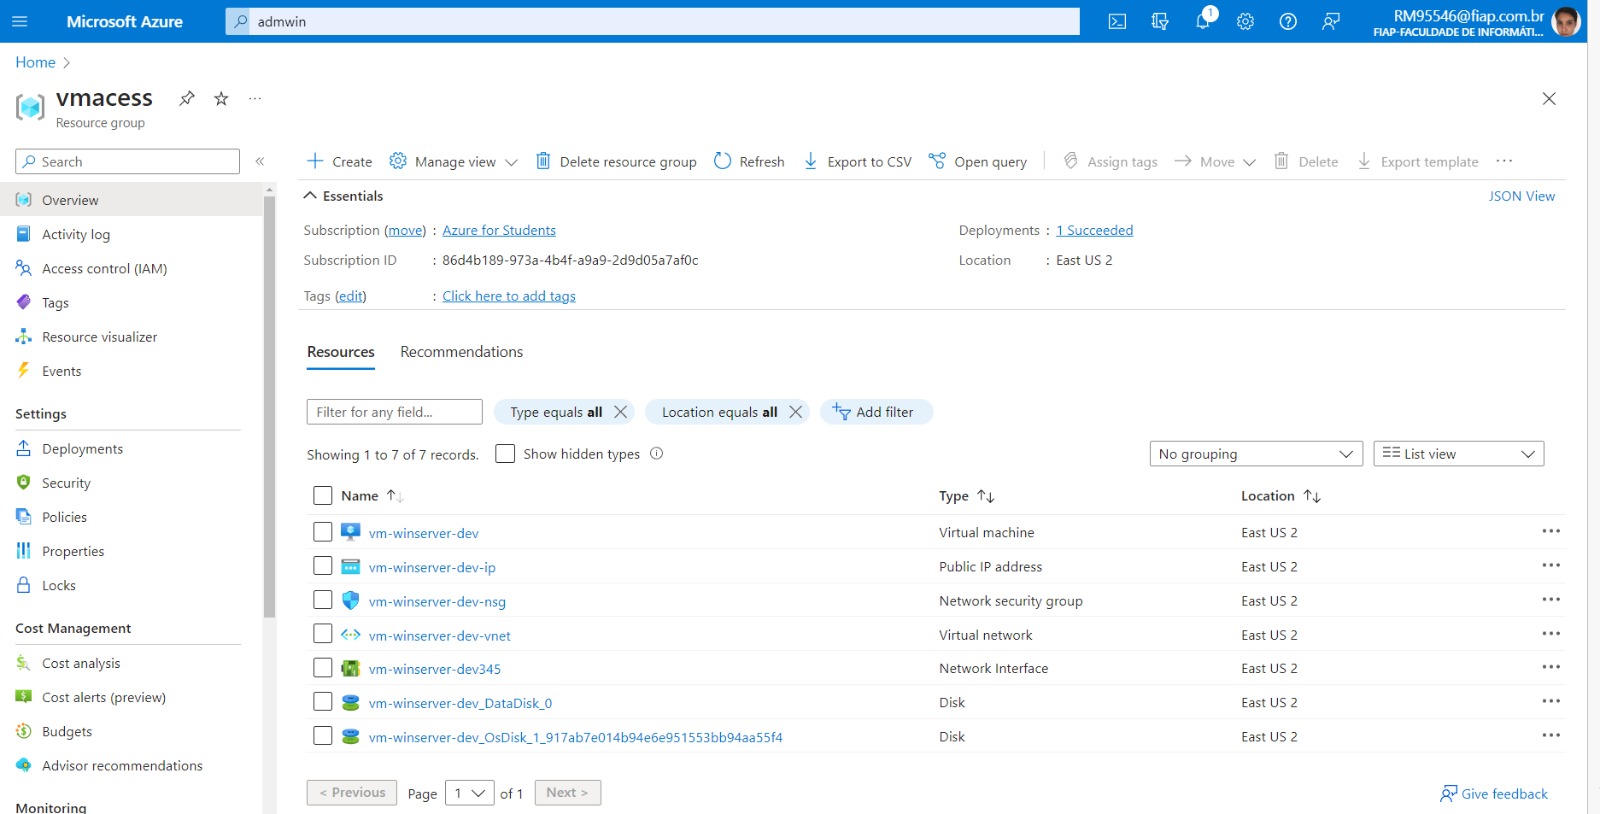 Microsoft Azure
admwin
1
RM95546@fiap.com.br
FIAP-FACULDADE DE INFORMÁTI...
Home
vmacess
Resource group
Search
Create
Manage view
Delete resource group
Refresh
Export to CSV
Open query
Assign tags
Move
Delete
Export template
Essentials
JSON View
Overview
Activity log
Access control (IAM)
Tags
Resource visualizer
Events
Settings
Deployments
Security
Policies
Properties
Locks
Cost Management
Cost analysis
Cost alerts (preview)
Budgets
Advisor recommendations
Monitoring
Subscription (move) : Azure for Students
Subscription ID : 86d4b189-973a-4b4f-a9a9-2d9d05a7af0c
Tags (edit) : Click here to add tags
Deployments : 1 Succeeded
Location : East US 2
Resources
Recommendations
Filter for any field...
Type equals all
Location equals all
Add filter
Showing 1 to 7 of 7 records.
Show hidden types
No grouping
List view
Name Type Location
vm-winserver-dev Virtual machine East US 2
vm-winserver-dev-ip Public IP address East US 2
vm-winserver-dev-nsg Network security group East US 2
vm-winserver-dev-vnet Virtual network East US 2
vm-winserver-dev345 Network Interface East US 2
vm-winserver-dev_DataDisk_0 Disk East US 2
vm-winserver-dev_OsDisk_1_917ab7e014b94e6e951553bb94aa55f4 Disk East US 2
< Previous
Page 1 of 1
Next >
Give feedback